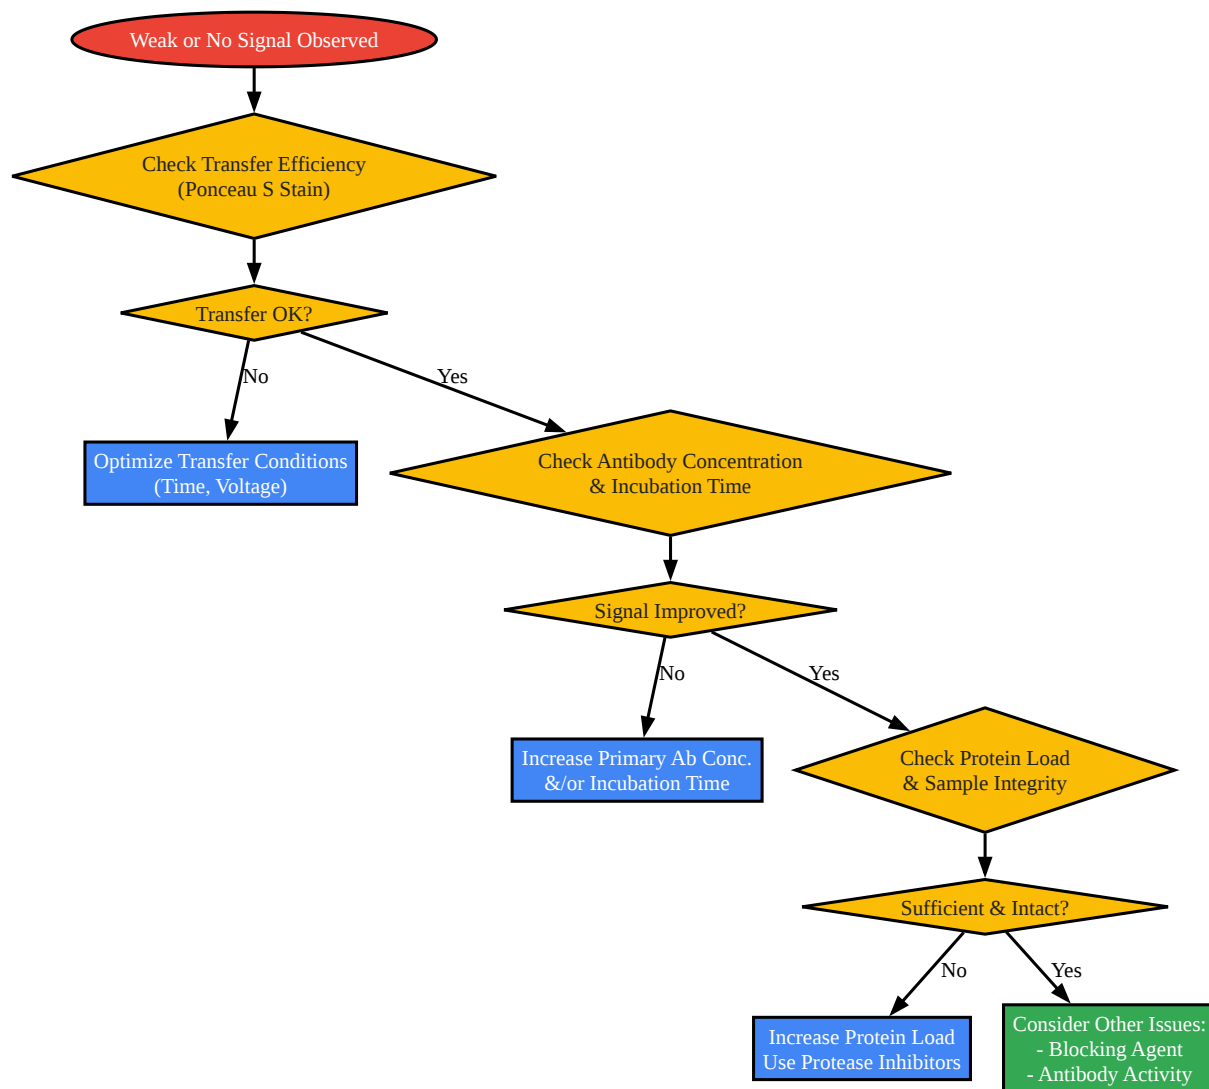 Weak or No Signal Observed
Check Transfer Efficiency
(Ponceau S Stain)
Transfer OK?
No
Yes
Optimize Transfer Conditions
(Time, Voltage)
Check Antibody Concentration
& Incubation Time
Signal Improved?
No
Yes
Increase Primary Ab Conc.
&/or Incubation Time
Check Protein Load
& Sample Integrity
Sufficient & Intact?
No
Yes
Increase Protein Load
Use Protease Inhibitors
Consider Other Issues:
- Blocking Agent
- Antibody Activity